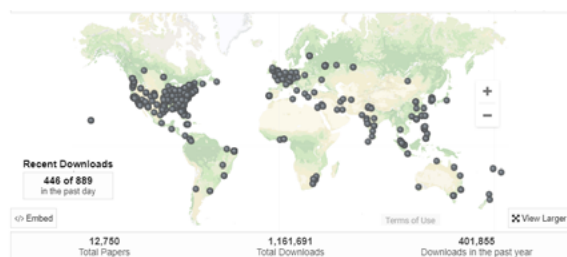 +
−
Recent Downloads
446 of 889
in the past day
</> Embed
Terms of Use
View Larger
12,750
Total Papers
1,161,691
Total Downloads
401,855
Downloads in the past year